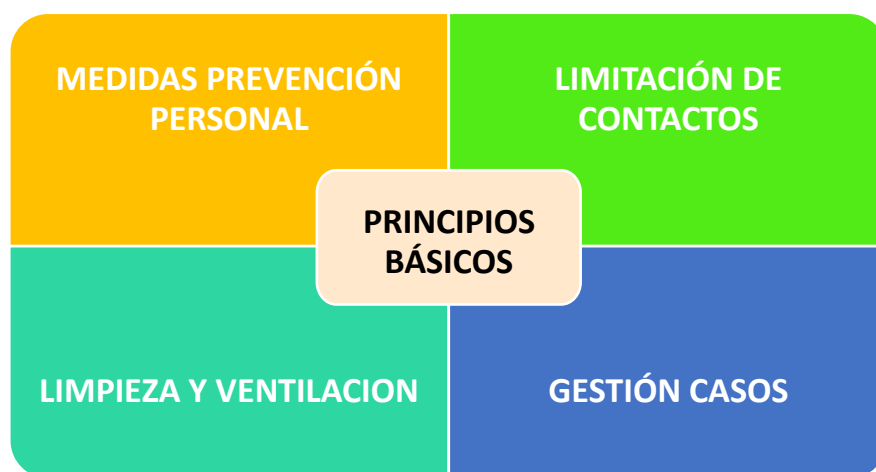 MEDIDAS PREVENCIÓN
PERSONAL
LIMITACIÓN DE
CONTACTOS
PRINCIPIOS
BÁSICOS
LIMPIEZA Y VENTILACION
GESTIÓN CASOS